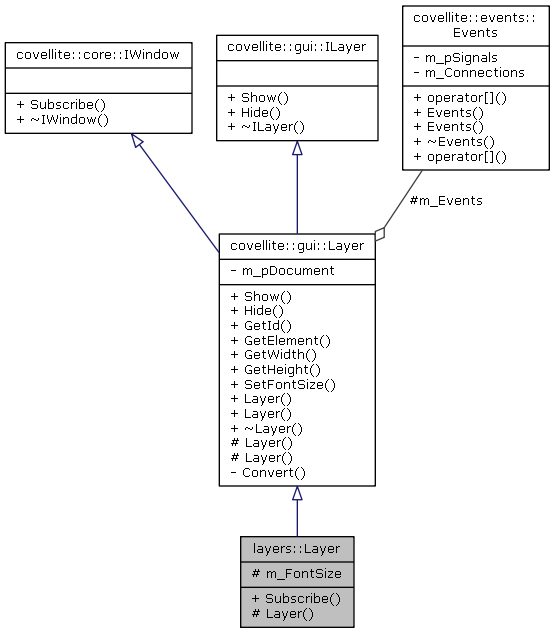 covellite::core::IWindow
+ Subscribe()
+ ~IWindow()
covellite::gui::ILayer
+ Show()
+ Hide()
+ ~ILayer()
covellite::events::
Events
- m_pSignals
- m_Connections
+ operator[]()
+ Events()
+ Events()
+ ~Events()
+ operator[]()
#m_Events
covellite::gui::Layer
- m_pDocument
+ Show()
+ Hide()
+ GetId()
+ GetElement()
+ GetWidth()
+ GetHeight()
+ SetFontSize()
+ Layer()
+ Layer()
+ ~Layer()
# Layer()
# Layer()
- Convert()
layers::Layer
# m_FontSize
+ Subscribe()
# Layer()